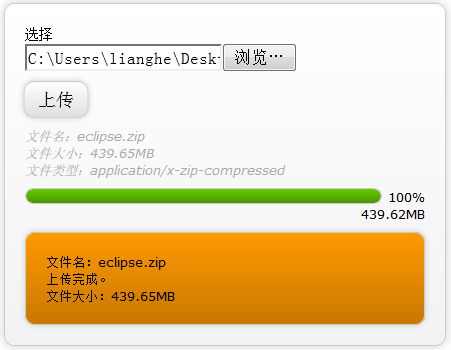 选择
C:\Users\lianghe\Desk
浏览…
上传
文件名：eclipse.zip
文件大小：439.65MB
文件类型：application/x-zip-compressed
100%
439.62MB
文件名：eclipse.zip
上传完成。
文件大小：439.65MB